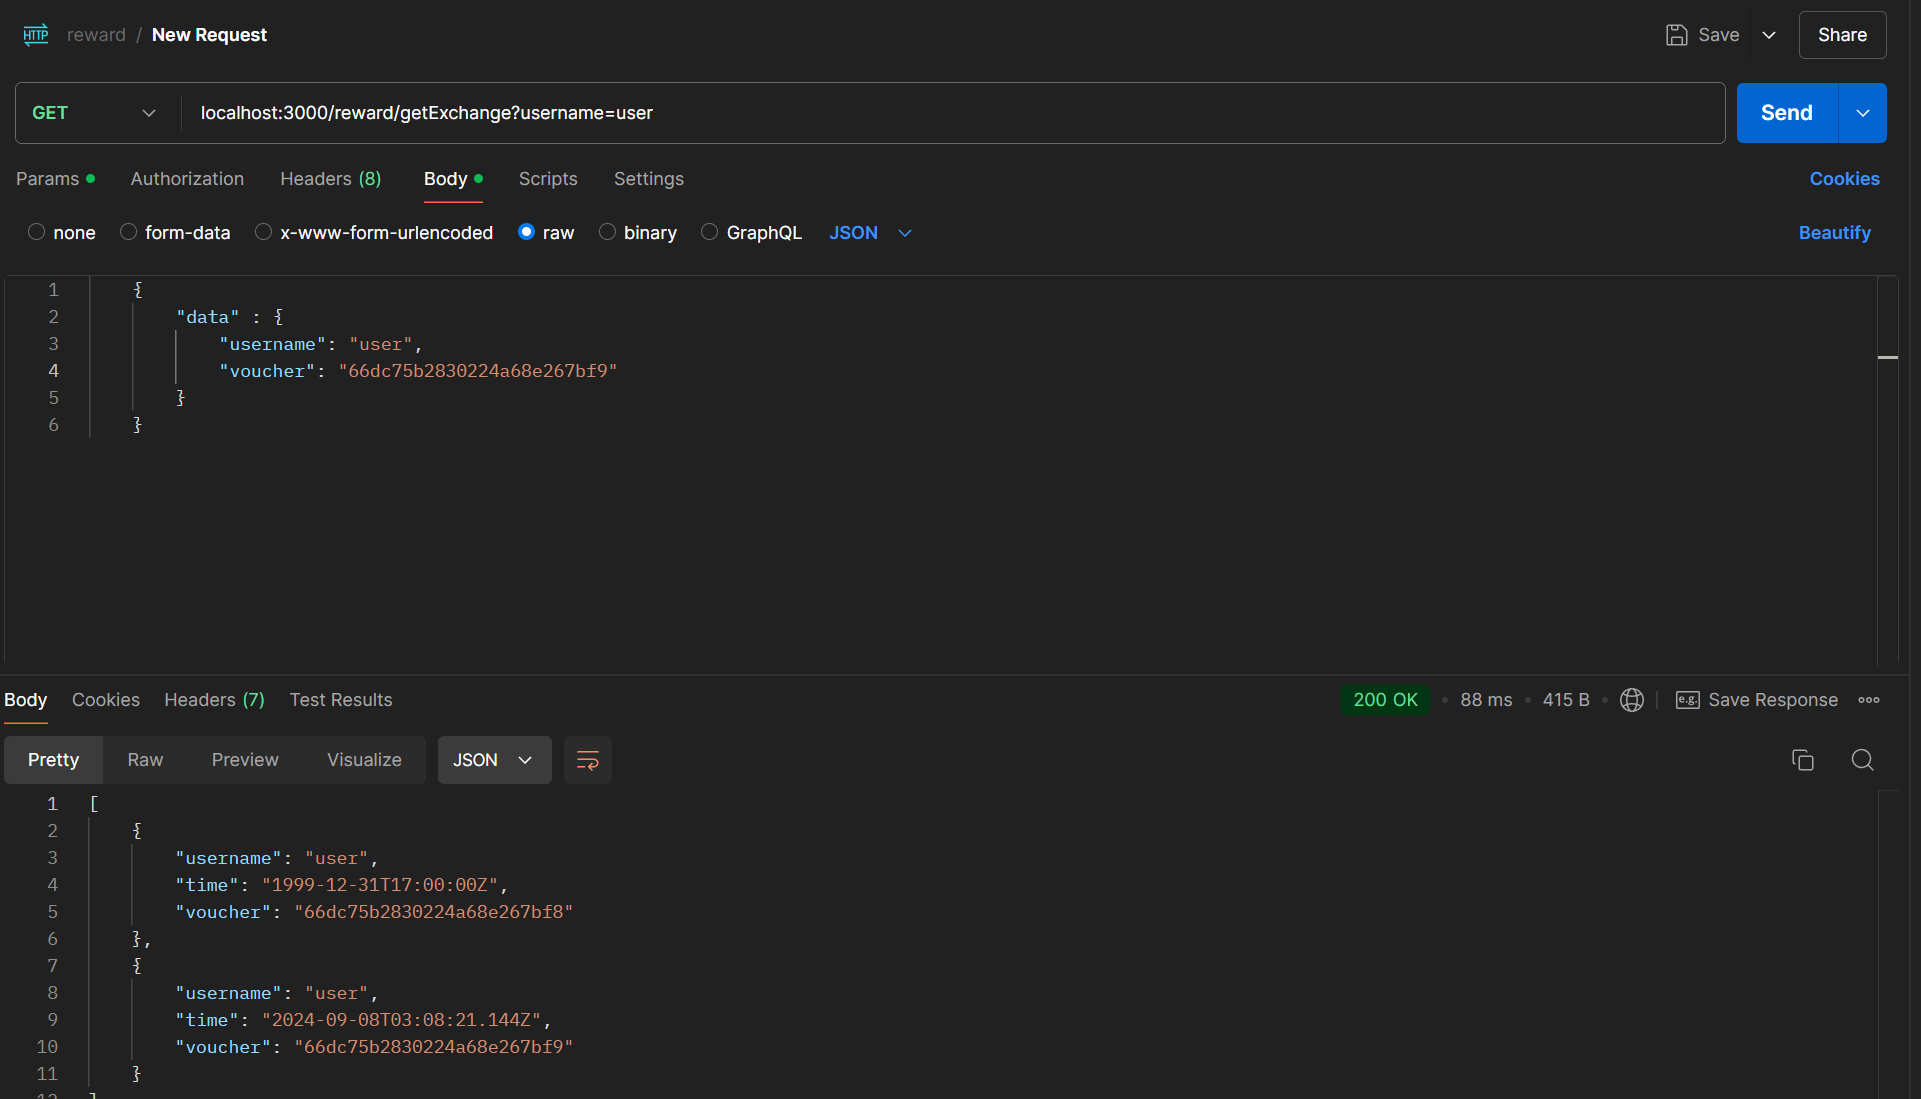 HTTP reward / New Request Save Share
GET localhost:3000/reward/getExchange?username=user Send
Params Authorization Headers (8) Body Scripts Settings Cookies
none form-data x-www-form-urlencoded raw binary GraphQL JSON Beautify
1 {
2 "data" : {
3 "username": "user",
4 "voucher": "66dc75b2830224a68e267bf9"
5 }
6 }
Body Cookies Headers (7) Test Results 200 OK • 88 ms • 415 B • e.g. Save Response
Pretty Raw Preview Visualize JSON
1 [
2 {
3 "username": "user",
4 "time": "1999-12-31T17:00:00Z",
5 "voucher": "66dc75b2830224a68e267bf8"
6 },
7 {
8 "username": "user",
9 "time": "2024-09-08T03:08:21.144Z",
10 "voucher": "66dc75b2830224a68e267bf9"
11 }